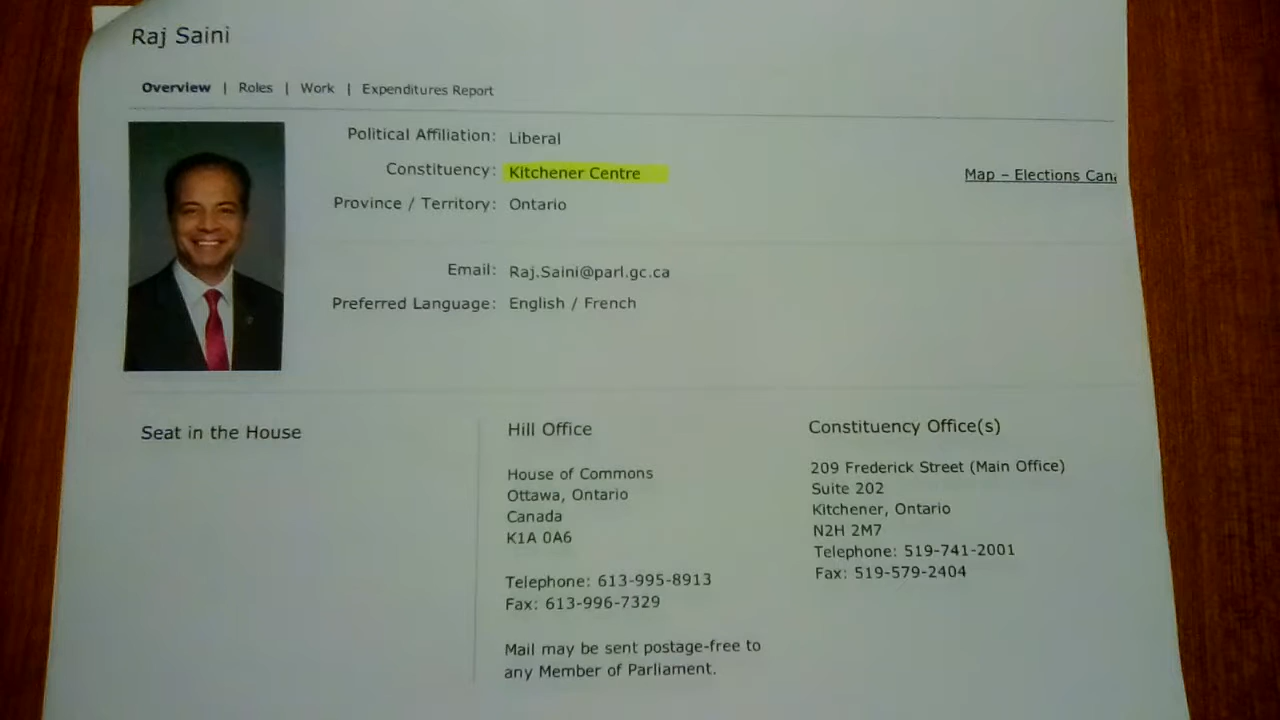 Raj Saini
Overview | Roles | Work | Expenditures Report
Political Affiliation: Liberal
Constituency: Kitchener Centre
Map – Elections Cana
Province / Territory: Ontario
Email: Raj.Saini@parl.gc.ca
Preferred Language: English / French
Seat in the House
Hill Office
House of Commons
Ottawa, Ontario
Canada
K1A 0A6
Telephone: 613-995-8913
Fax: 613-996-7329
Mail may be sent postage-free to
any Member of Parliament.
Constituency Office(s)
209 Frederick Street (Main Office)
Suite 202
Kitchener, Ontario
N2H 2M7
Telephone: 519-741-2001
Fax: 519-579-2404